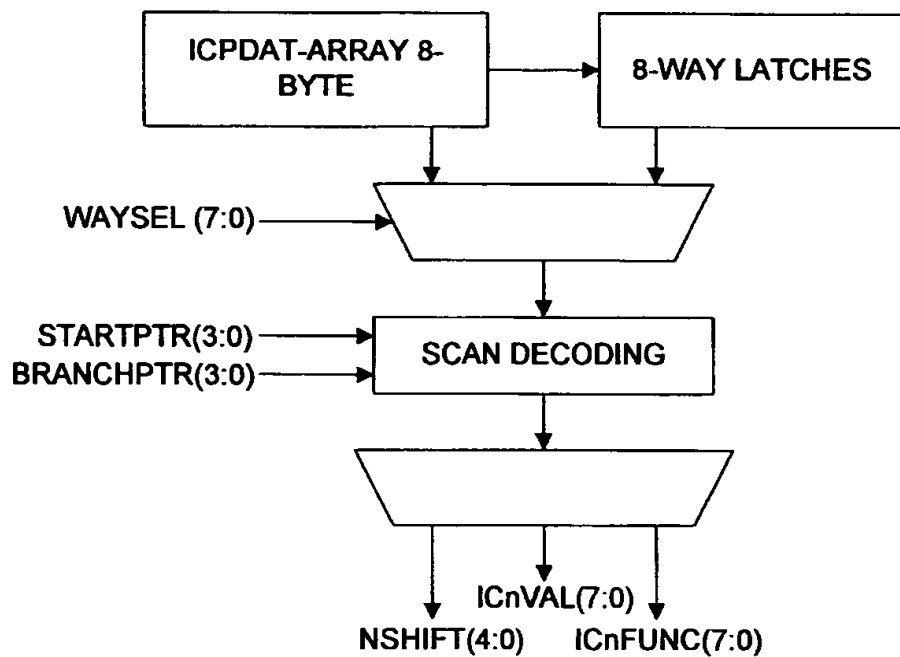 ICPDAT-ARRAY 8-
BYTE
8-WAY LATCHES
WAYSEL (7:0)
STARTPTR(3:0)
BRANCHPTR(3:0)
SCAN DECODING
ICnVAL(7:0)
NSHIFT(4:0)
ICnFUNC(7:0)